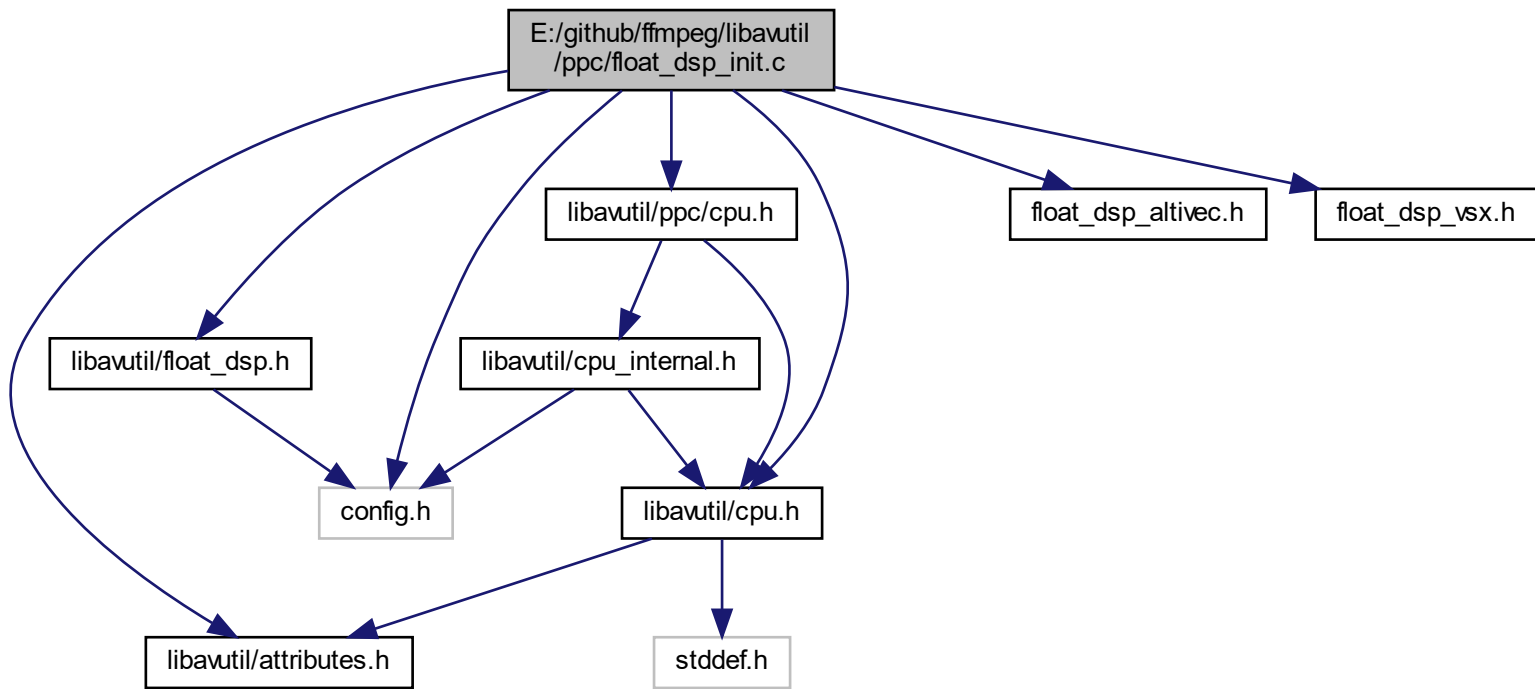 E:/github/ffmpeg/libavutil
/ppc/float_dsp_init.c
libavutil/ppc/cpu.h
float_dsp_altivec.h
float_dsp_vsx.h
libavutil/float_dsp.h
libavutil/cpu_internal.h
config.h
libavutil/cpu.h
libavutil/attributes.h
stddef.h